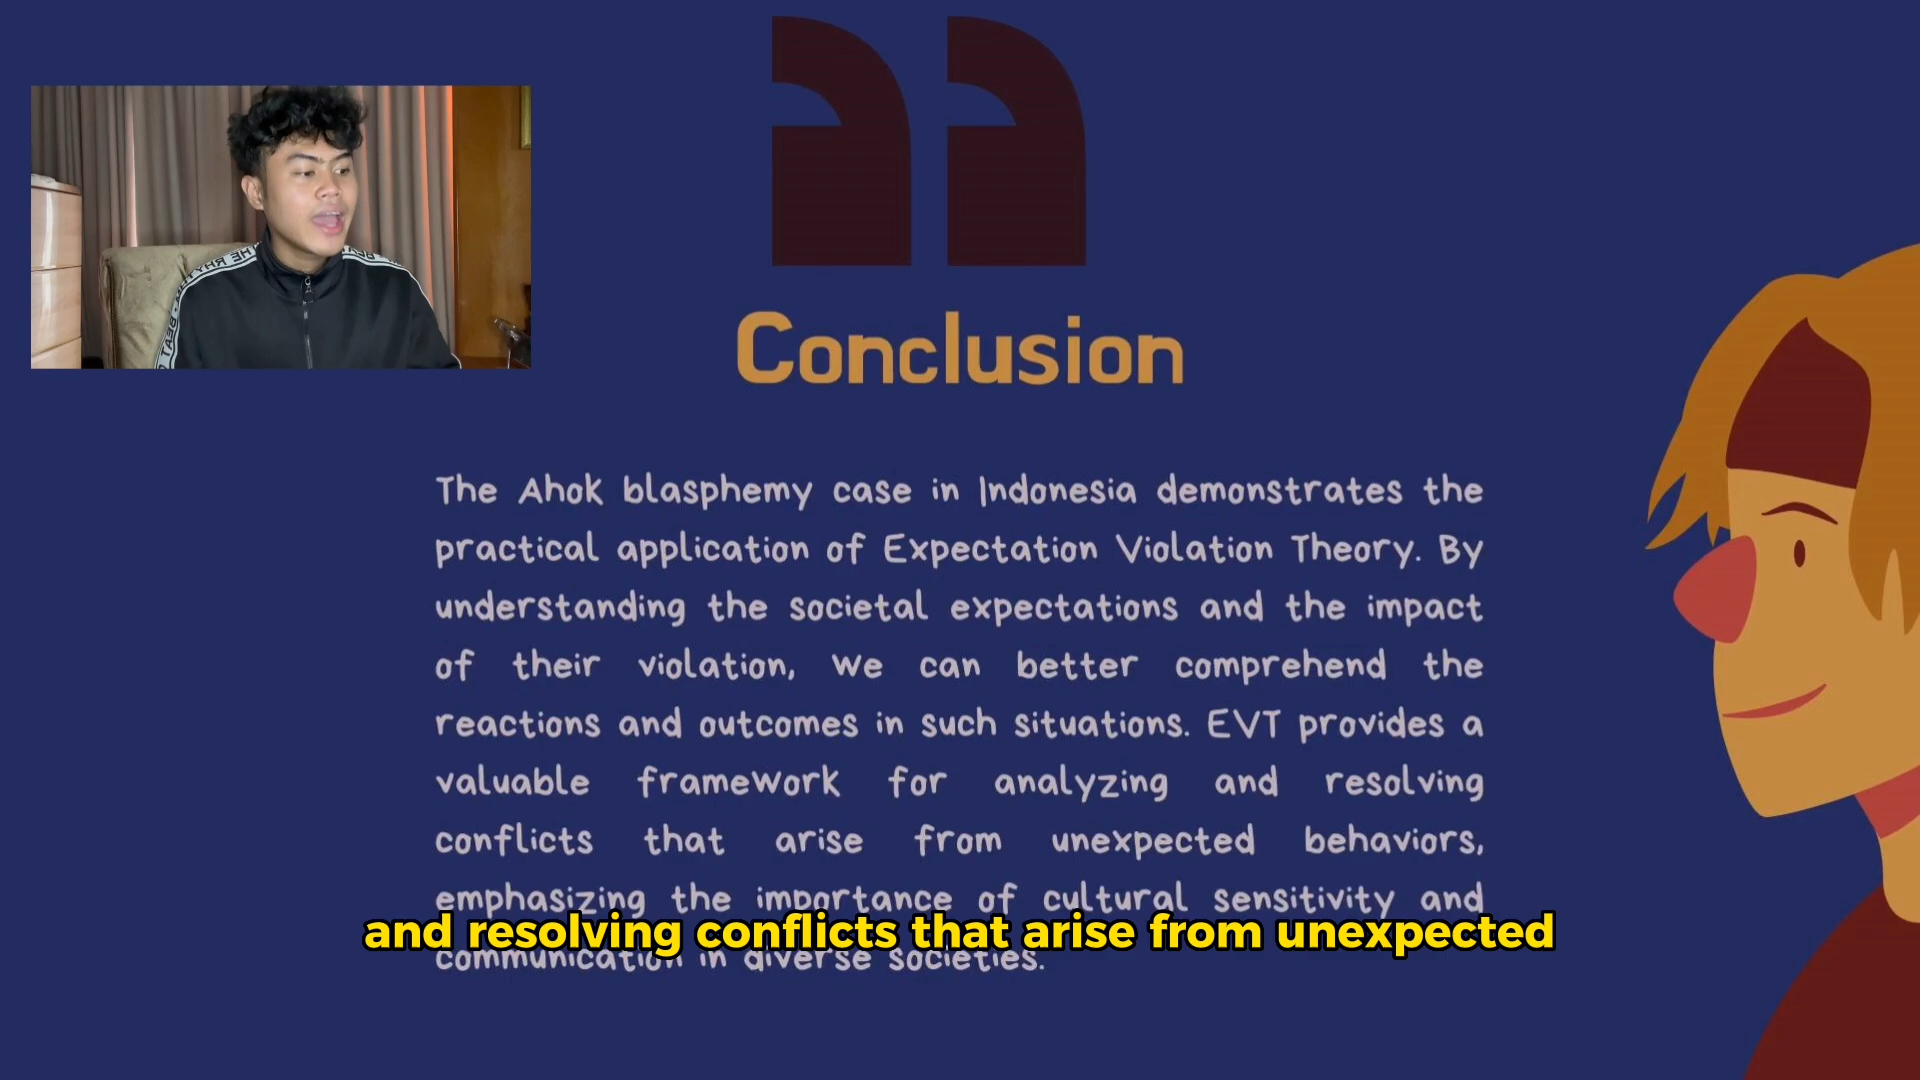 Conclusion
The Ahok blasphemy case in Indonesia demonstrates the
practical application of Expectation Violation Theory. By
understanding the societal expectations and the impact
of their violation, we can better comprehend the
reactions and outcomes in such situations. EVT provides a
valuable framework for analyzing and resolving
conflicts that arise from unexpected behaviors,
emphasizing the importance of cultural sensitivity and
and resolving conflicts that arise from unexpected
communication in diverse societies.